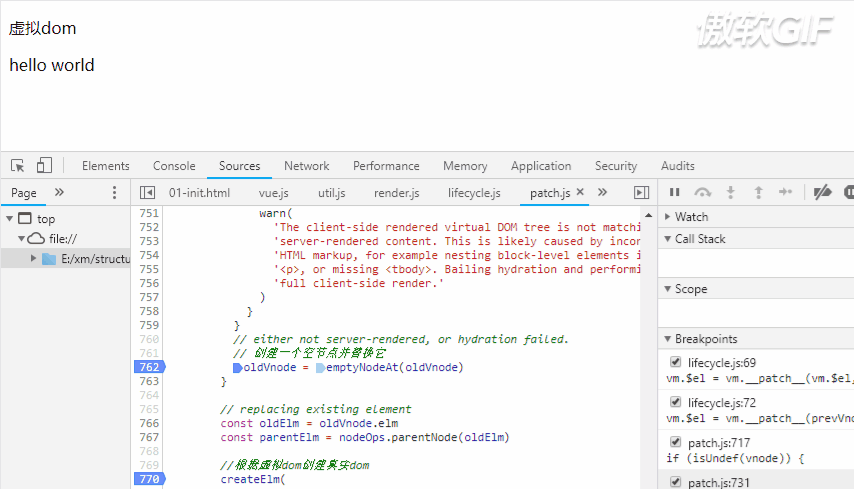 虚拟dom
傲软GIF
hello world
Elements Console Sources Network Performance Memory Application Security Audits
Page » 01-init.html vue.js util.js render.js lifecycle.js patch.js × »
top
file://
E:/xm/structu
751 warn(
752 'The client-side rendered virtual DOM tree is not matchi
753 'server-rendered content. This is likely caused by incor
754 'HTML markup, for example nesting block-level elements i
755 '<p>, or missing <tbody>. Bailing hydration and performi
756 'full client-side render.'
757 )
758 }
759 }
760 // either not server-rendered, or hydration failed.
761 // 创建一个空节点并替换它
762 oldVnode = emptyNodeAt(oldVnode)
763 }
764
765 // replacing existing element
766 const oldElm = oldVnode.elm
767 const parentElm = nodeOps.parentNode(oldElm)
768
769 //根据虚拟dom创建真实dom
770 createElm(
Watch
Call Stack
Scope
Breakpoints
lifecycle.js:69
vm.$el = vm.__patch__(vm.$el,
lifecycle.js:72
vm.$el = vm.__patch__(prevVno
patch.js:717
if (isUndef(vnode)) {
patch.js:731